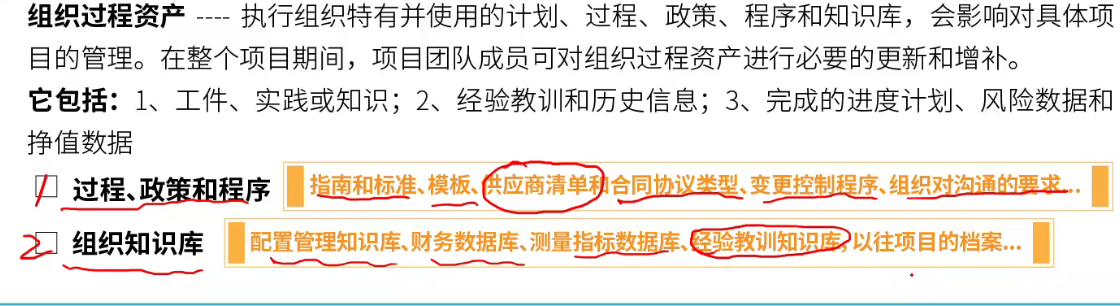 组织过程资产 ---- 执行组织特有并使用的计划、过程、政策、程序和知识库，会影响对具体项
目的管理。在整个项目期间，项目团队成员可对组织过程资产进行必要的更新和增补。
它包括：1、工件、实践或知识；2、经验教训和历史信息；3、完成的进度计划、风险数据和
挣值数据
1 过程、政策和程序 指南和标准、模板、供应商清单和合同协议类型、变更控制程序、组织对沟通的要求...
2 组织知识库 配置管理知识库、财务数据库、测量指标数据库、经验教训知识库，以往项目的档案...